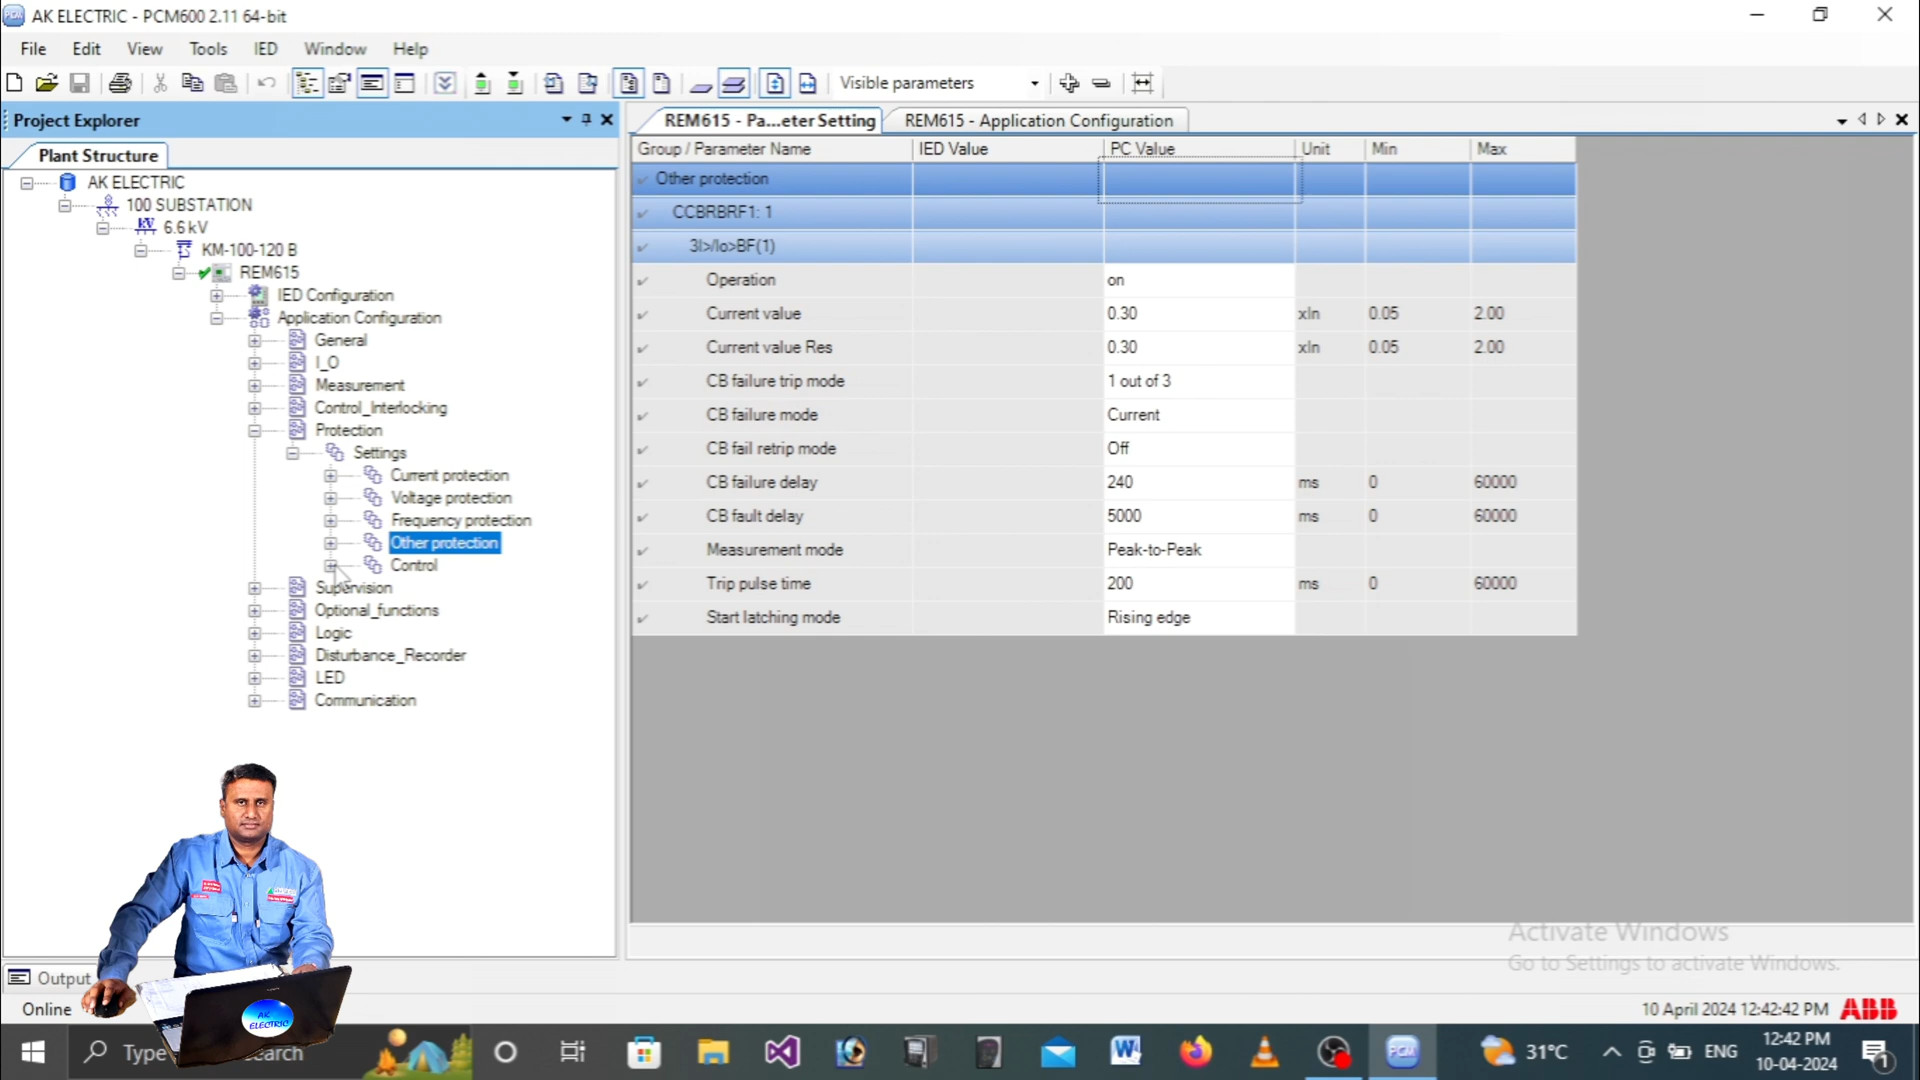 AK ELECTRIC - PCM600 2.11 64-bit
File Edit View Tools IED Window Help
Visible parameters
Project Explorer
REM615 - Pa...eter Setting
REM615 - Application Configuration
Plant Structure
Group / Parameter Name IED Value PC Value Unit Min Max
AK ELECTRIC
100 SUBSTATION
6.6 kV
KM-100-120 B
REM615
IED Configuration
Application Configuration
General
I_O
Measurement
Control_Interlocking
Protection
Settings
Current protection
Voltage protection
Frequency protection
Other protection
Control
Supervision
Optional_functions
Logic
Disturbance_Recorder
LED
Communication
Other protection
CCBRBRF1: 1
3I>/Io>BF(1)
Operation on
Current value 0.30 xIn 0.05 2.00
Current value Res 0.30 xIn 0.05 2.00
CB failure trip mode 1 out of 3
CB failure mode Current
CB fail retrip mode Off
CB failure delay 240 ms 0 60000
CB fault delay 5000 ms 0 60000
Measurement mode Peak-to-Peak
Trip pulse time 200 ms 0 60000
Start latching mode Rising edge
Activate Windows
Go to Settings to activate Windows.
AK
ELECTRIC
Output
Online
10 April 2024 12:42:42 PM ABB
Type
earch
PCM
31°C
ENG
12:42 PM
10-04-2024
1